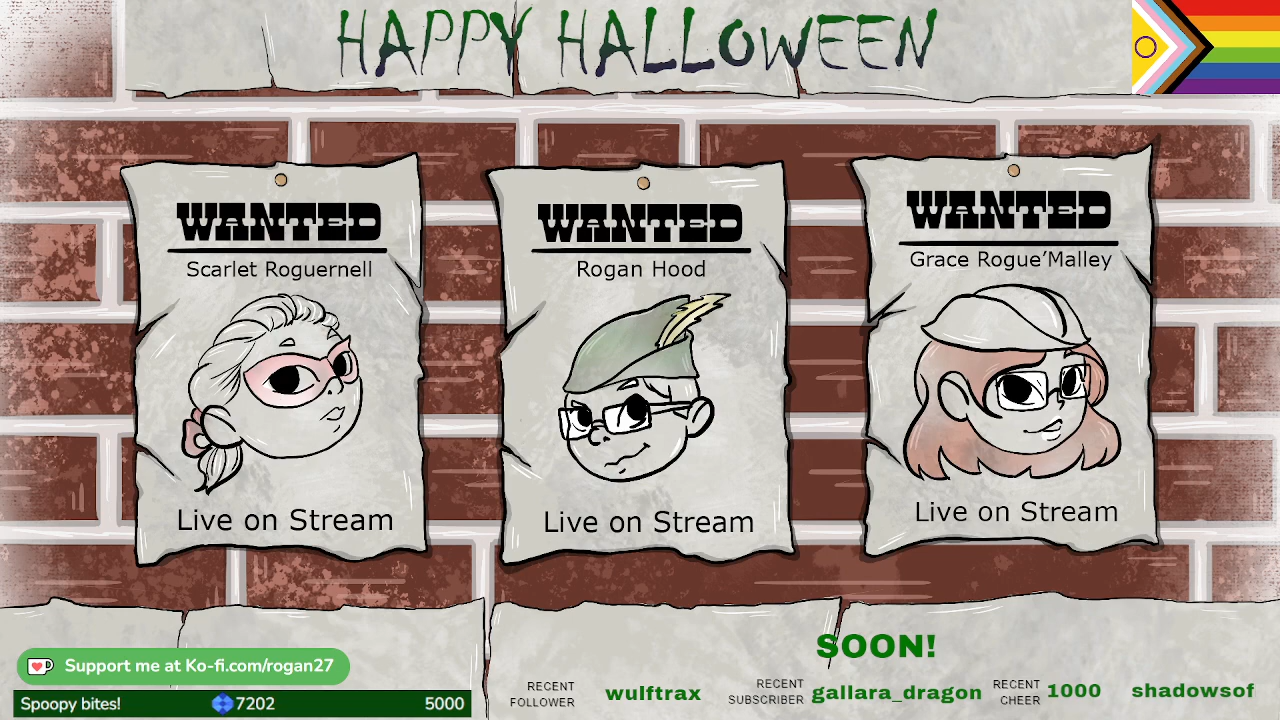 HAPPY HALLOWEEN
WANTED
Scarlet Roguernell
Live on Stream
WANTED
Rogan Hood
Live on Stream
WANTED
Grace Rogue’Malley
Live on Stream
SOON!
Support me at Ko-fi.com/rogan27
Spoopy bites! 7202 5000
RECENT FOLLOWER wulftrax
RECENT SUBSCRIBER gallara_dragon
RECENT CHEER 1000 shadowsof